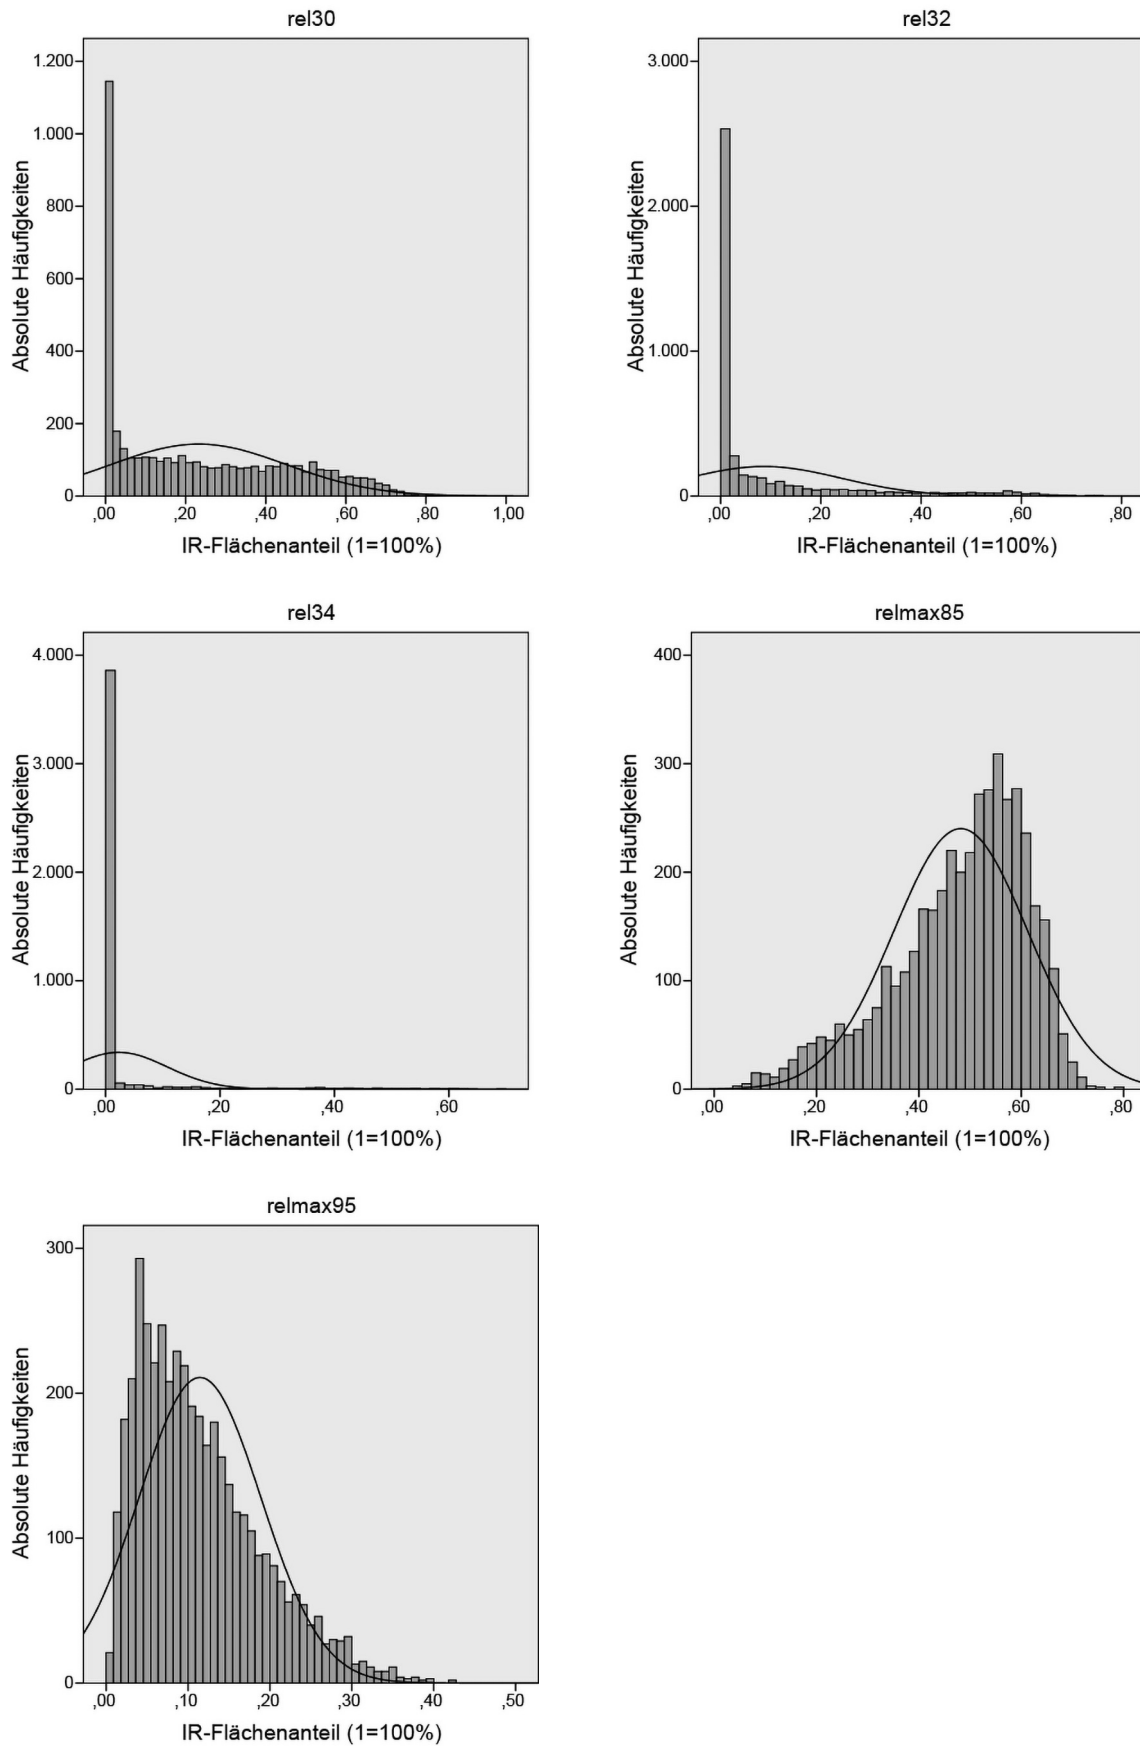 rel30
1.200
1.000
800
600
400
200
0
,00 ,20 ,40 ,60 ,80 1,00
Absolute Häufigkeiten
IR-Flächenanteil (1=100%)
rel32
3.000
2.000
1.000
0
,00 ,20 ,40 ,60 ,80
Absolute Häufigkeiten
IR-Flächenanteil (1=100%)
rel34
4.000
3.000
2.000
1.000
0
,00 ,20 ,40 ,60
Absolute Häufigkeiten
IR-Flächenanteil (1=100%)
relmax85
400
300
200
100
0
,00 ,20 ,40 ,60 ,80
Absolute Häufigkeiten
IR-Flächenanteil (1=100%)
relmax95
300
200
100
0
,00 ,10 ,20 ,30 ,40 ,50
Absolute Häufigkeiten
IR-Flächenanteil (1=100%)